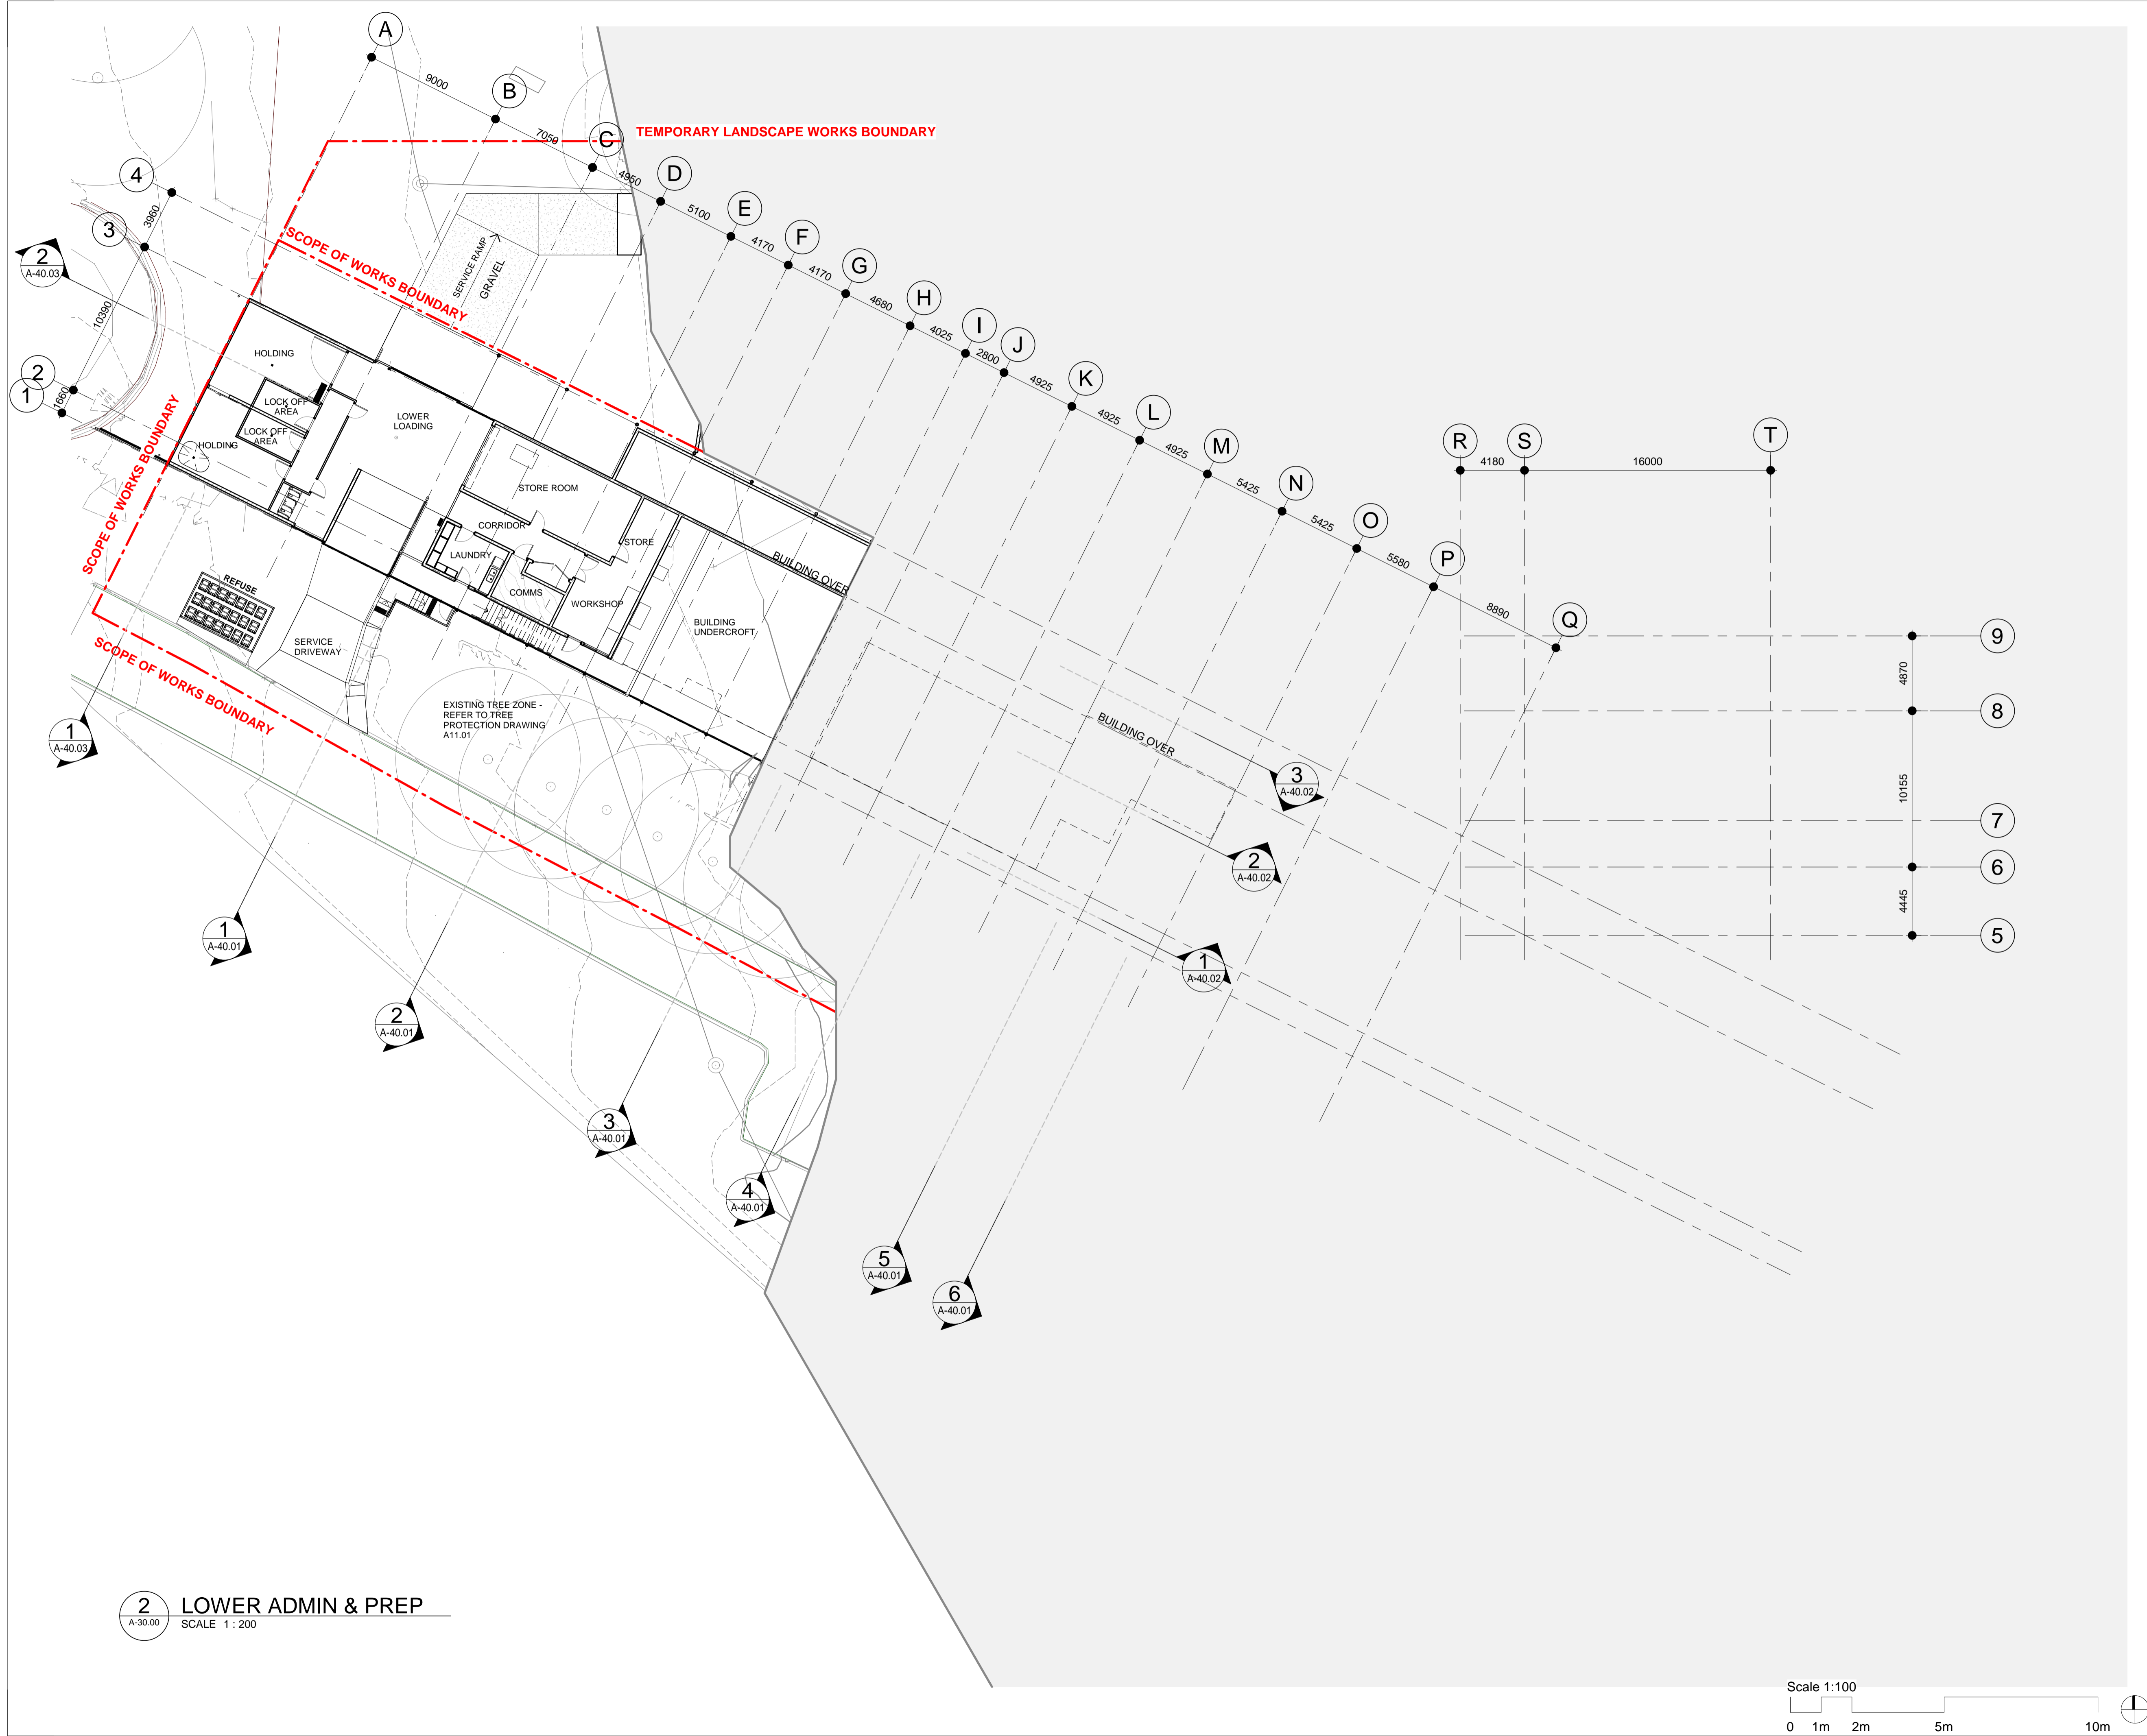 A
9000
B
7050
C
TEMPORARY LANDSCAPE WORKS BOUNDARY
4950
D
5100
E
4170
F
4170
G
4680
H
4025
I
2800
J
4925
K
4925
L
4925
M
5425
N
5425
O
5580
P
8890
Q
R
4180
S
16000
T
4
3960
3
2
A-40.03
10390
2
1660
1
SCOPE OF WORKS BOUNDARY
SERVICE RAMP
GRAVEL
SCOPE OF WORKS BOUNDARY
HOLDING
LOCK OFF
AREA
LOCK OFF
AREA
HOLDING
LOWER
LOADING
STORE ROOM
CORRIDOR
STORE
LAUNDRY
COMMS
WORKSHOP
BUILDING OVER
BUILDING
UNDERCROFT
REFUSE
SERVICE
DRIVEWAY
SCOPE OF WORKS BOUNDARY
EXISTING TREE ZONE -
REFER TO TREE
PROTECTION DRAWING
A11.01
BUILDING OVER
9
4870
8
10155
7
6
4445
5
3
A-40.02
2
A-40.02
1
A-40.02
1
A-40.03
1
A-40.01
2
A-40.01
3
A-40.01
4
A-40.01
5
A-40.01
6
A-40.01
2
A-30.00
LOWER ADMIN & PREP
SCALE 1 : 200
Scale 1:100
0 1m 2m 5m 10m